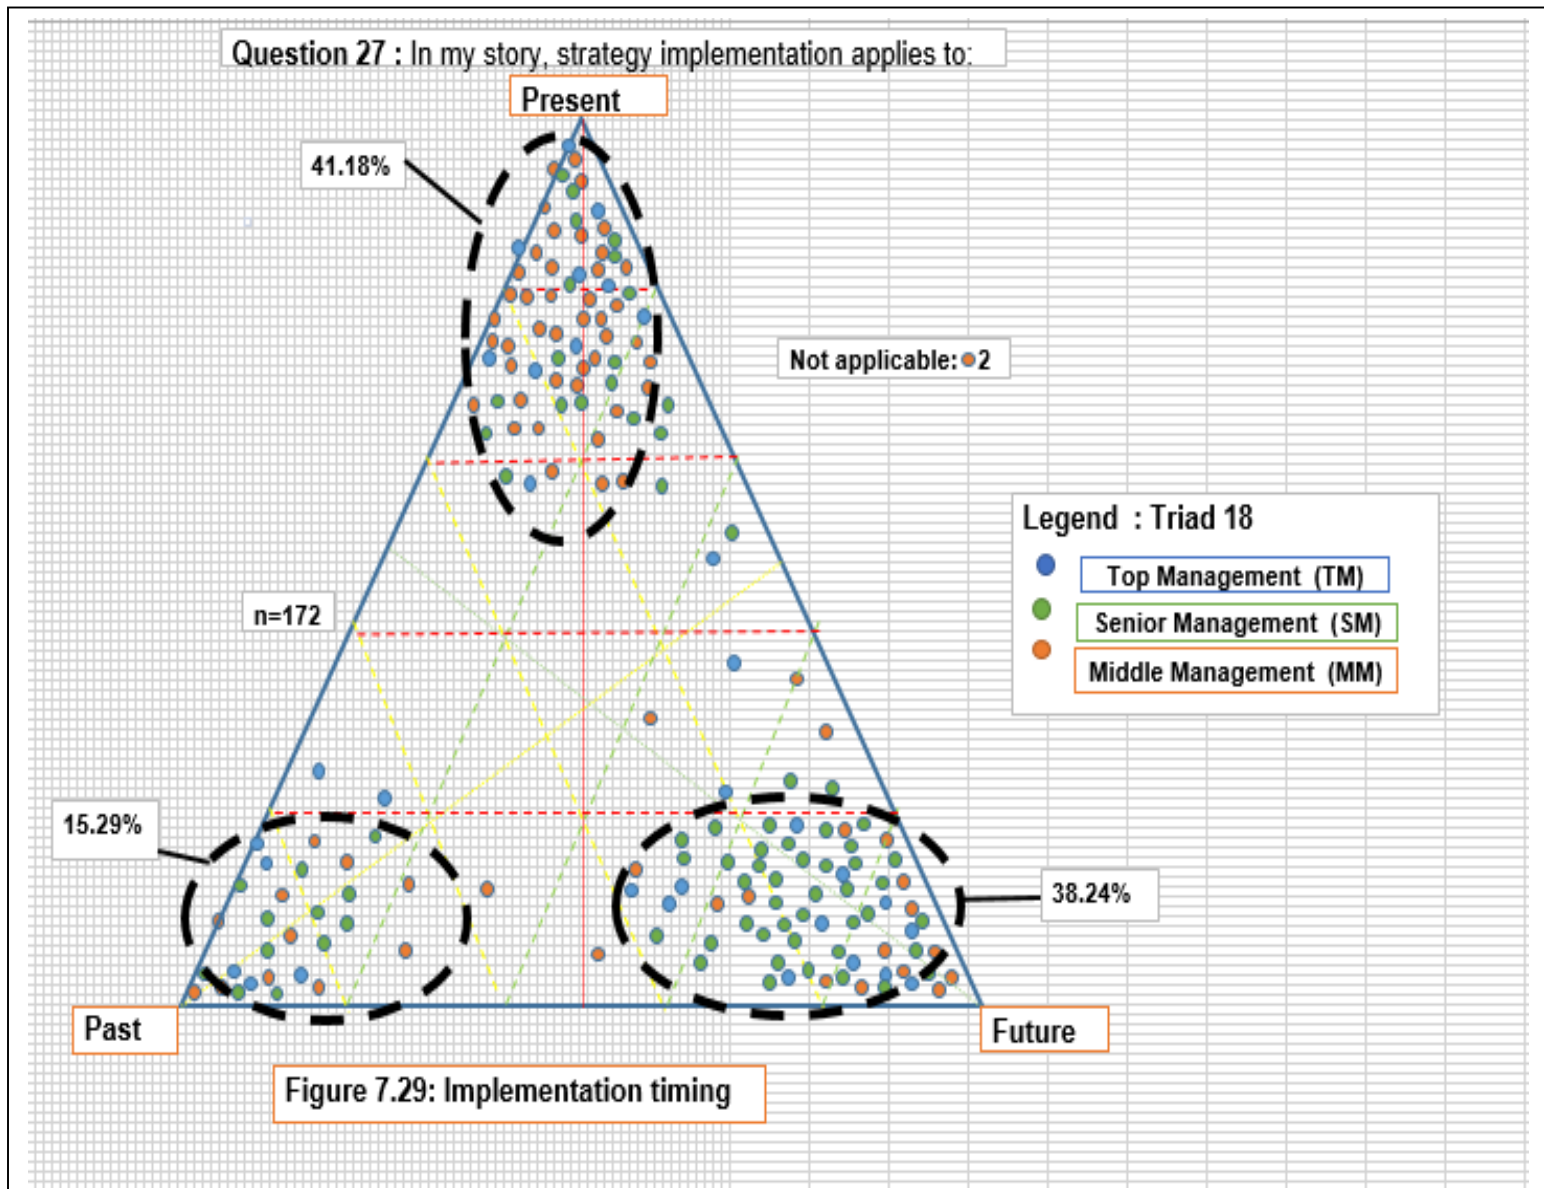 Question 27 : In my story, strategy implementation applies to:
Present
41.18%
Not applicable: 2
Legend : Triad 18
Top Management (TM)
Senior Management (SM)
Middle Management (MM)
n=172
15.29%
38.24%
Past
Future
Figure 7.29: Implementation timing